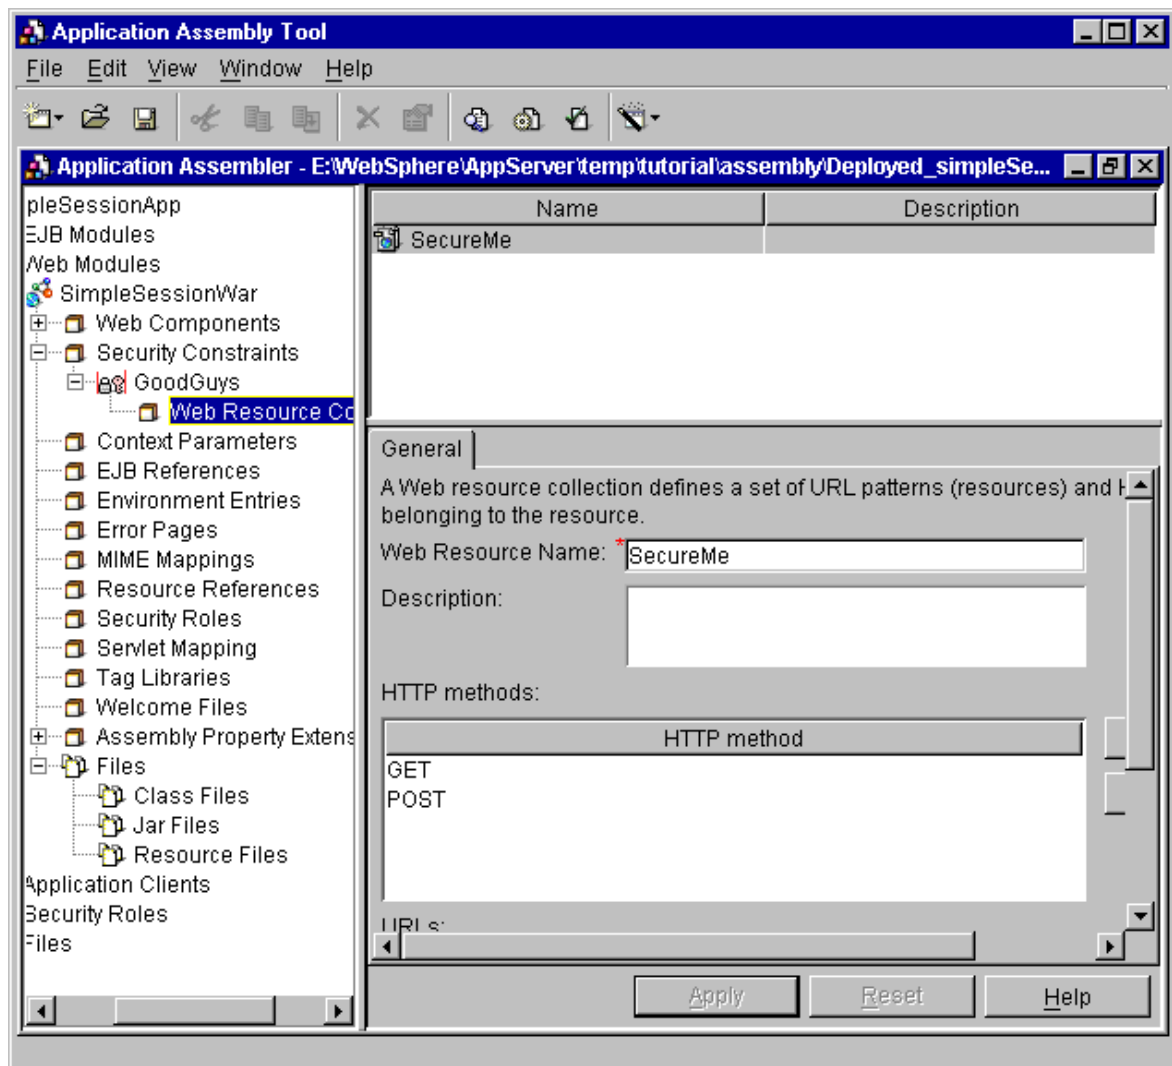 Application Assembly Tool
File Edit View Window Help
Application Assembler - E:\WebSphere\AppServer\temp\tutorial\assembly\Deployed_simpleSe...
pleSessionApp
EJB Modules
Web Modules
SimpleSessionWar
Web Components
Security Constraints
GoodGuys
Web Resource Co
Context Parameters
EJB References
Environment Entries
Error Pages
MIME Mappings
Resource References
Security Roles
Servlet Mapping
Tag Libraries
Welcome Files
Assembly Property Extens
Files
Class Files
Jar Files
Resource Files
Application Clients
Security Roles
Files
Name Description
SecureMe
General
A Web resource collection defines a set of URL patterns (resources) and H
belonging to the resource.
Web Resource Name: *SecureMe
Description:
HTTP methods:
HTTP method
GET
POST
URLs:
Apply Reset Help